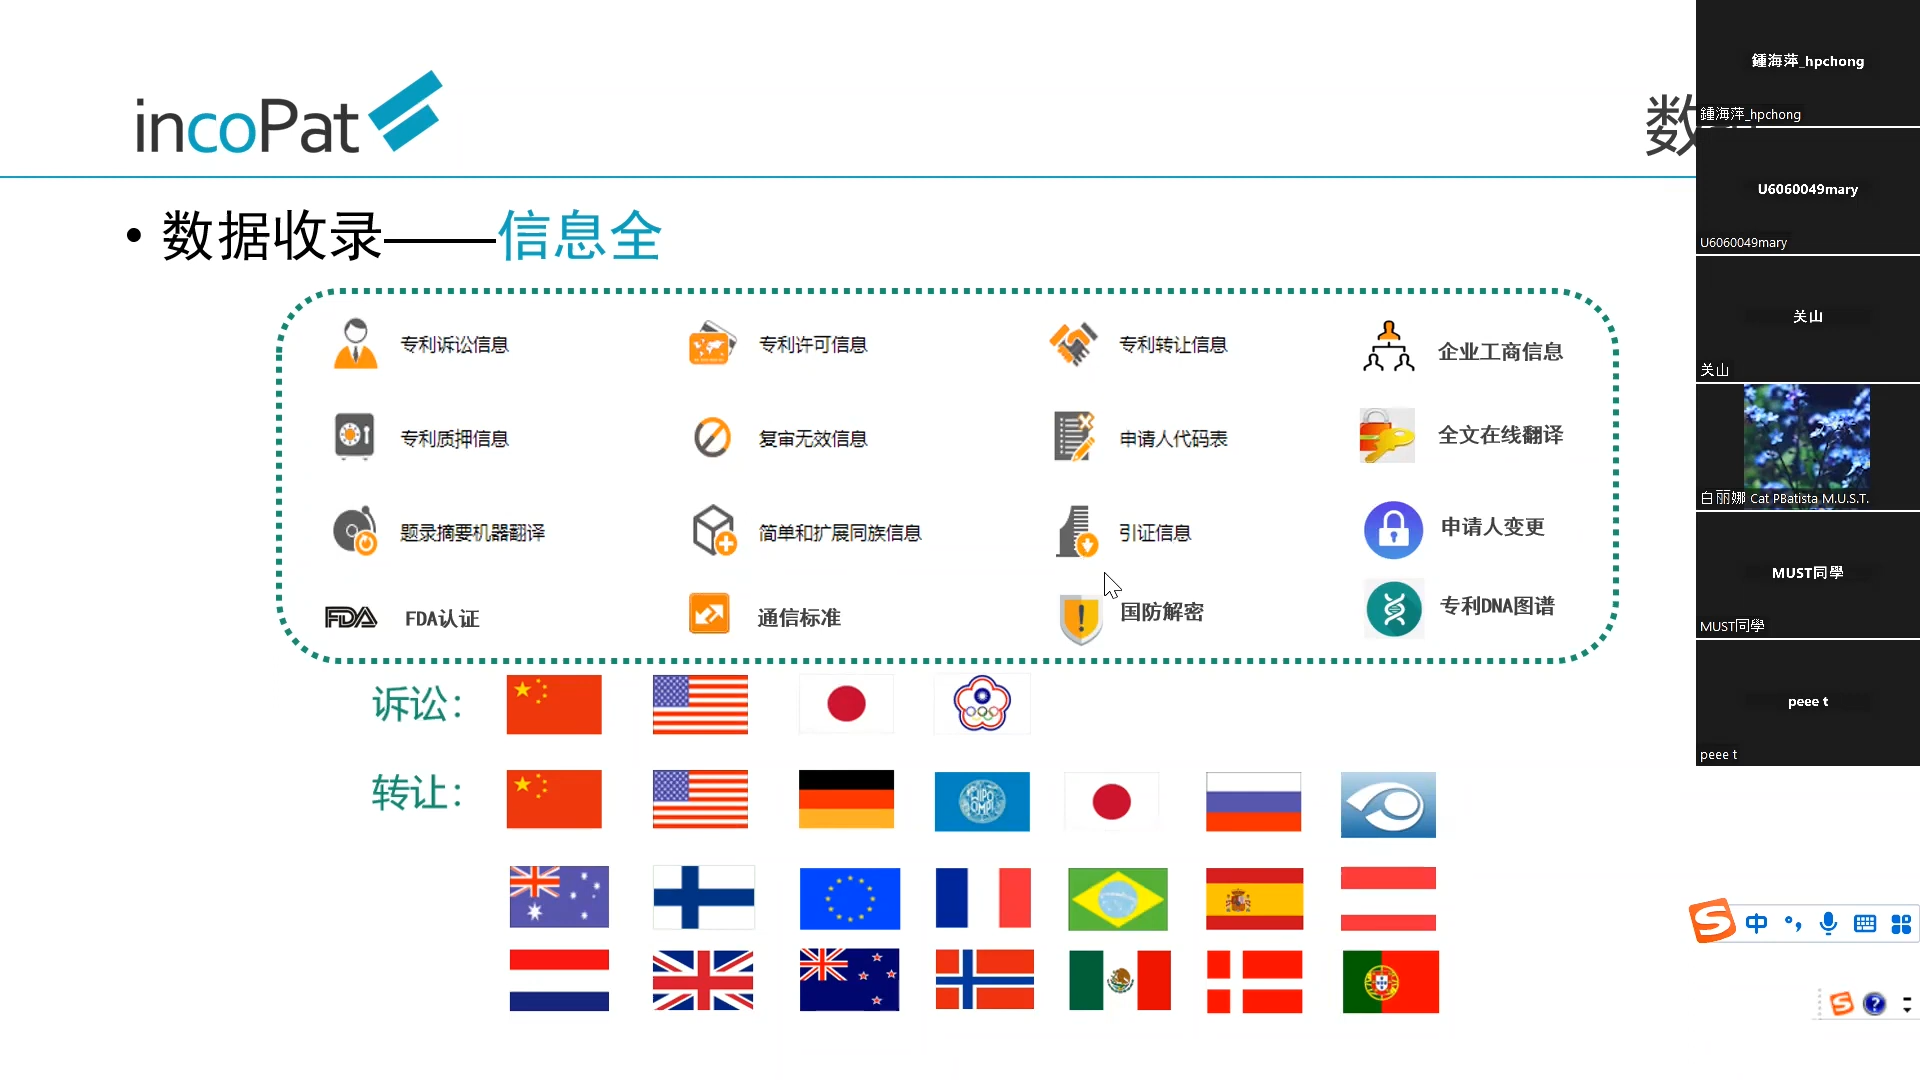 incoPat
数
数据收录——信息全
专利诉讼信息
专利许可信息
专利转让信息
企业工商信息
专利质押信息
复审无效信息
申请人代码表
全文在线翻译
题录摘要机器翻译
简单和扩展同族信息
引证信息
申请人变更
FDA
FDA认证
通信标准
国防解密
专利DNA图谱
诉讼：
转让：
WIPO
OMPI
鍾海萍_hpchong
鍾海萍_hpchong
U6060049mary
U6060049mary
关山
关山
白丽娜 Cat PBatista M.U.S.T.
MUST同學
MUST同學
peee t
peee t
中